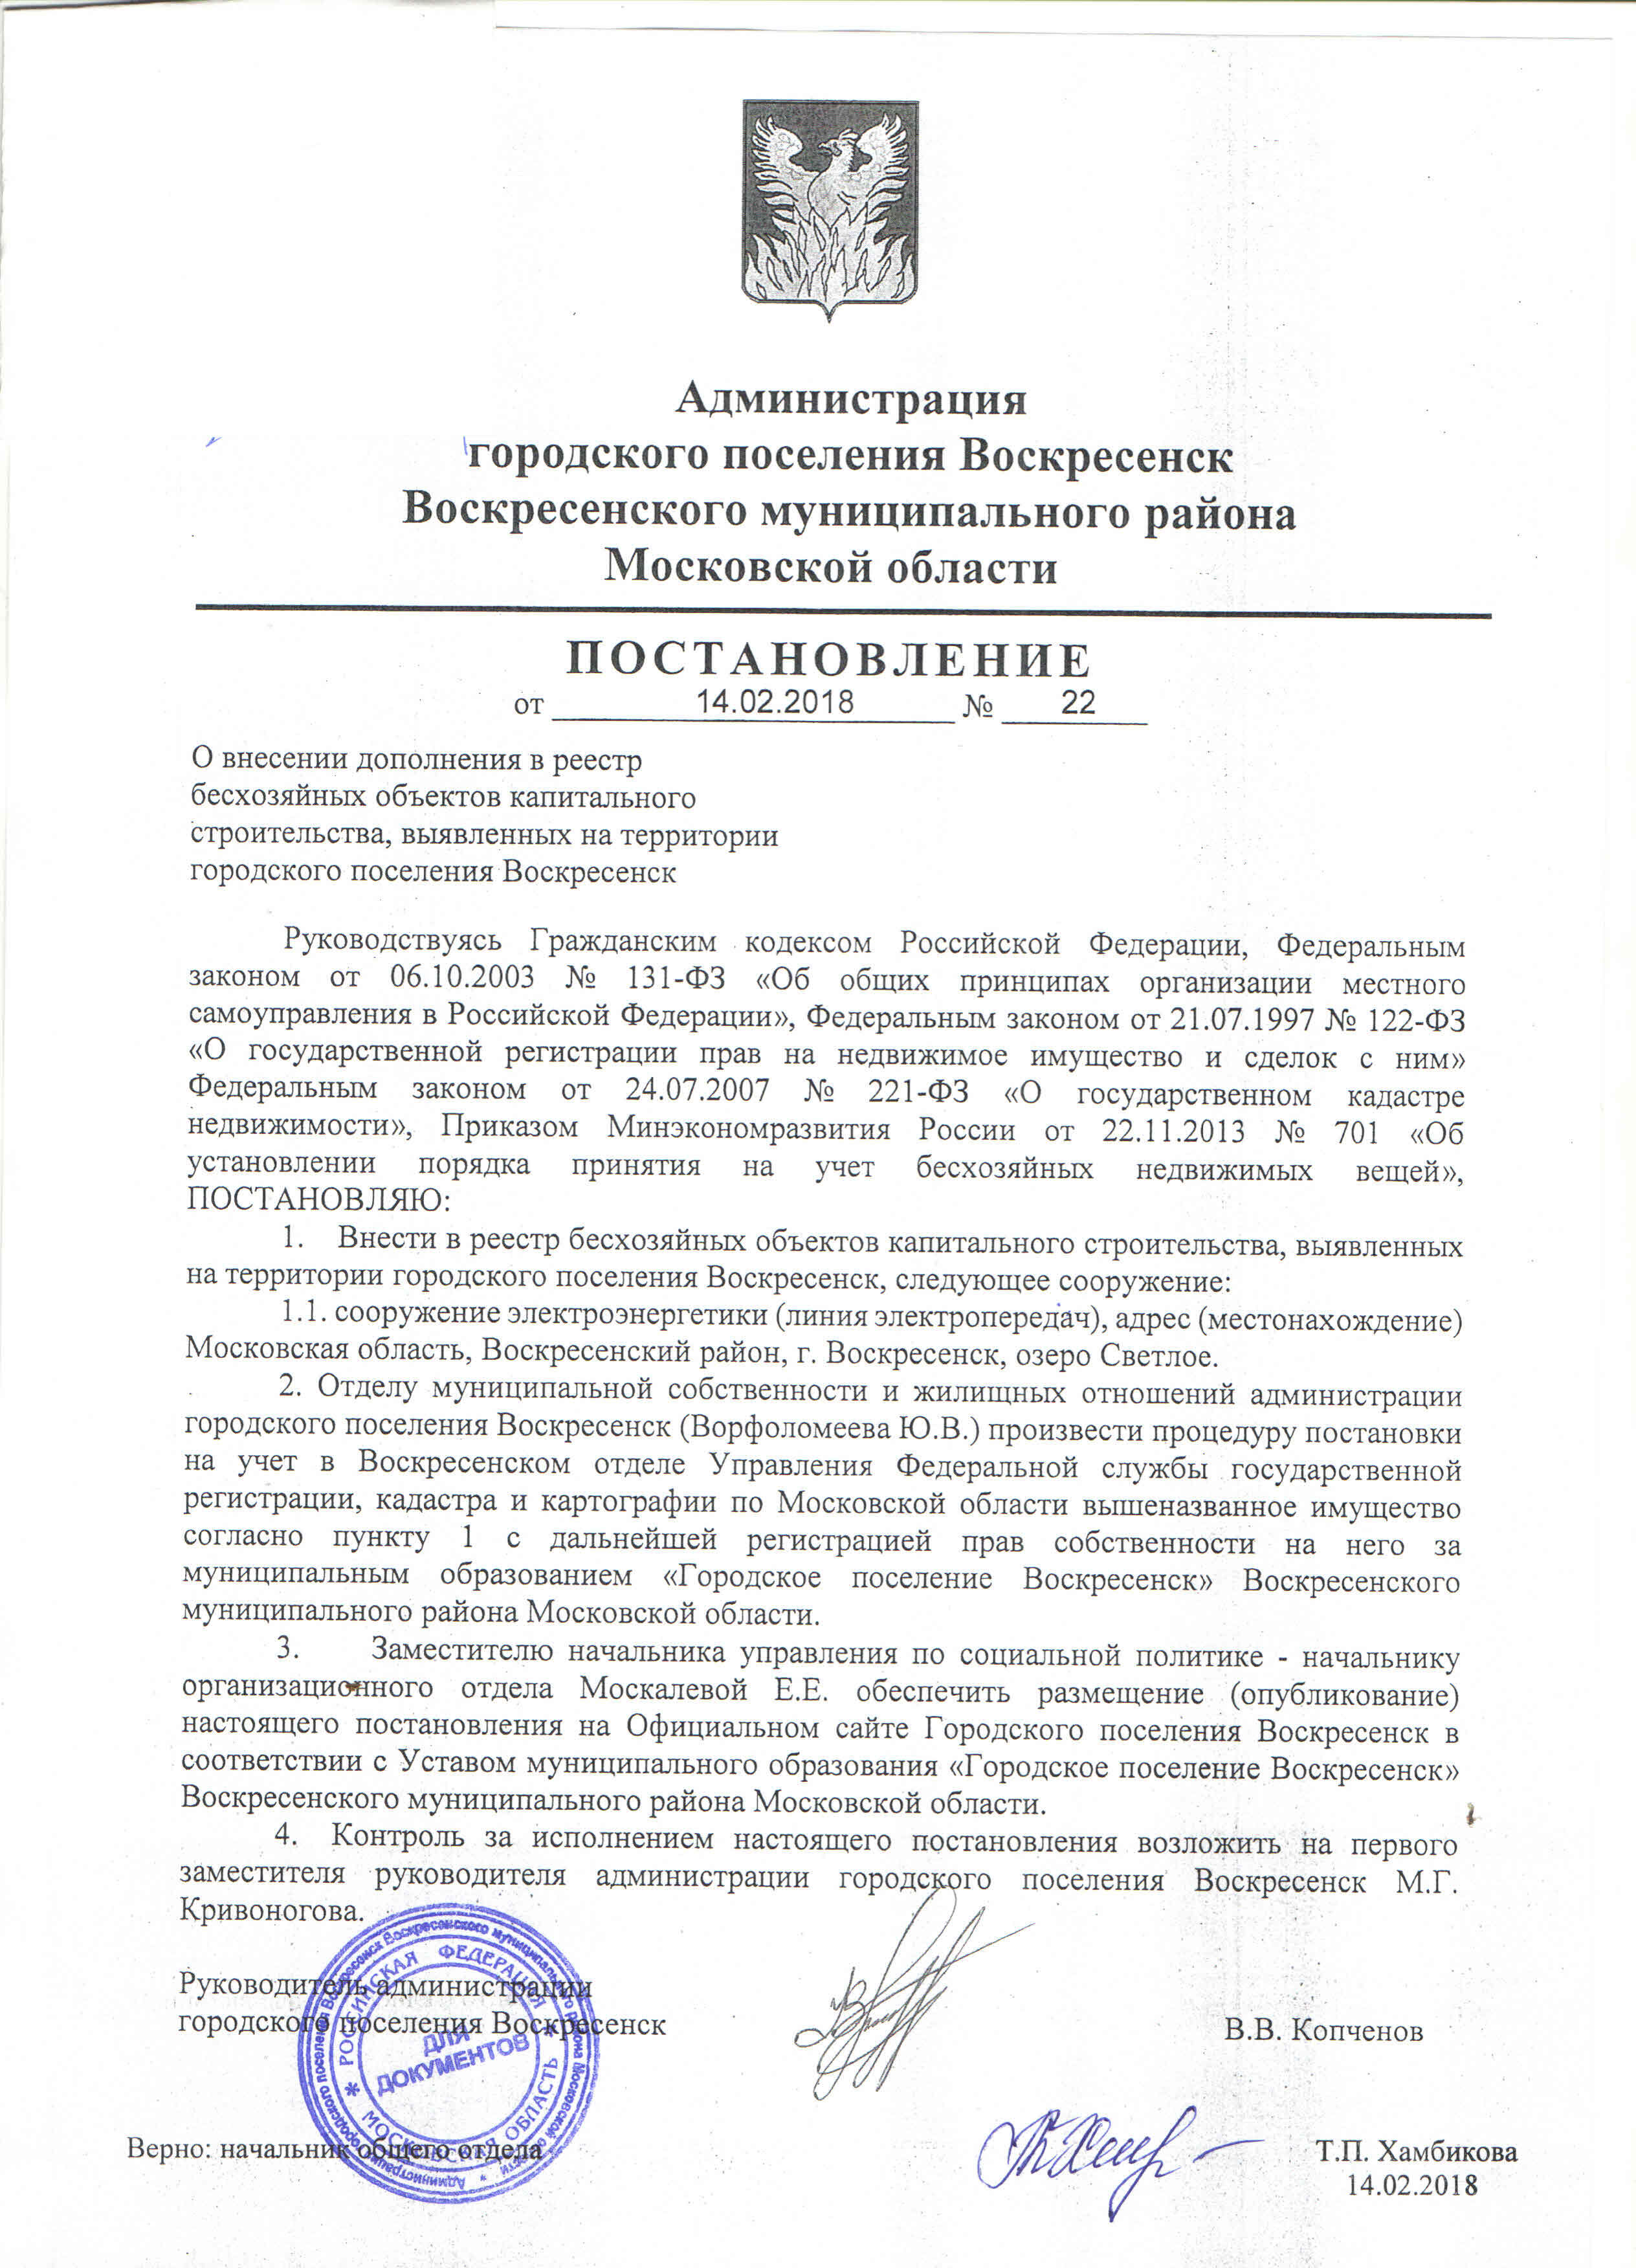 Администрация
городского поселения Воскресенск
Воскресенского муниципального района
Московской области
ПОСТАНОВЛЕНИЕ
от 14.02.2018 № 22
О внесении дополнения в реестр
бесхозяйных объектов капитального
строительства, выявленных на территории
городского поселения Воскресенск
Руководствуясь Гражданским кодексом Российской Федерации, Федеральным
законом от 06.10.2003 № 131-ФЗ «Об общих принципах организации местного
самоуправления в Российской Федерации», Федеральным законом от 21.07.1997 № 122-ФЗ
«О государственной регистрации прав на недвижимое имущество и сделок с ним»
Федеральным законом от 24.07.2007 № 221-ФЗ «О государственном кадастре
недвижимости», Приказом Минэкономразвития России от 22.11.2013 № 701 «Об
установлении порядка принятия на учет бесхозяйных недвижимых вещей»,
ПОСТАНОВЛЯЮ:
1. Внести в реестр бесхозяйных объектов капитального строительства, выявленных
на территории городского поселения Воскресенск, следующее сооружение:
1.1. сооружение электроэнергетики (линия электропередач), адрес (местонахождение)
Московская область, Воскресенский район, г. Воскресенск, озеро Светлое.
2. Отделу муниципальной собственности и жилищных отношений администрации
городского поселения Воскресенск (Ворфоломеева Ю.В.) произвести процедуру постановки
на учет в Воскресенском отделе Управления Федеральной службы государственной
регистрации, кадастра и картографии по Московской области вышеназванное имущество
согласно пункту 1 с дальнейшей регистрацией прав собственности на него за
муниципальным образованием «Городское поселение Воскресенск» Воскресенского
муниципального района Московской области.
3. Заместителю начальника управления по социальной политике - начальнику
организационного отдела Москалевой Е.Е. обеспечить размещение (опубликование)
настоящего постановления на Официальном сайте Городского поселения Воскресенск в
соответствии с Уставом муниципального образования «Городское поселение Воскресенск»
Воскресенского муниципального района Московской области.
4. Контроль за исполнением настоящего постановления возложить на первого
заместителя руководителя администрации городского поселения Воскресенск М.Г.
Кривоногова.
Руководитель администрации
городского поселения Воскресенск В.В. Копченов
Администрация городского поселения Воскресенск Воскресенского муниципального района Московской области *
* РОССИЙСКАЯ ФЕДЕРАЦИЯ * МОСКОВСКАЯ ОБЛАСТЬ
ДЛЯ
ДОКУМЕНТОВ
Верно: начальник общего отдела Т.П. Хамбикова
14.02.2018